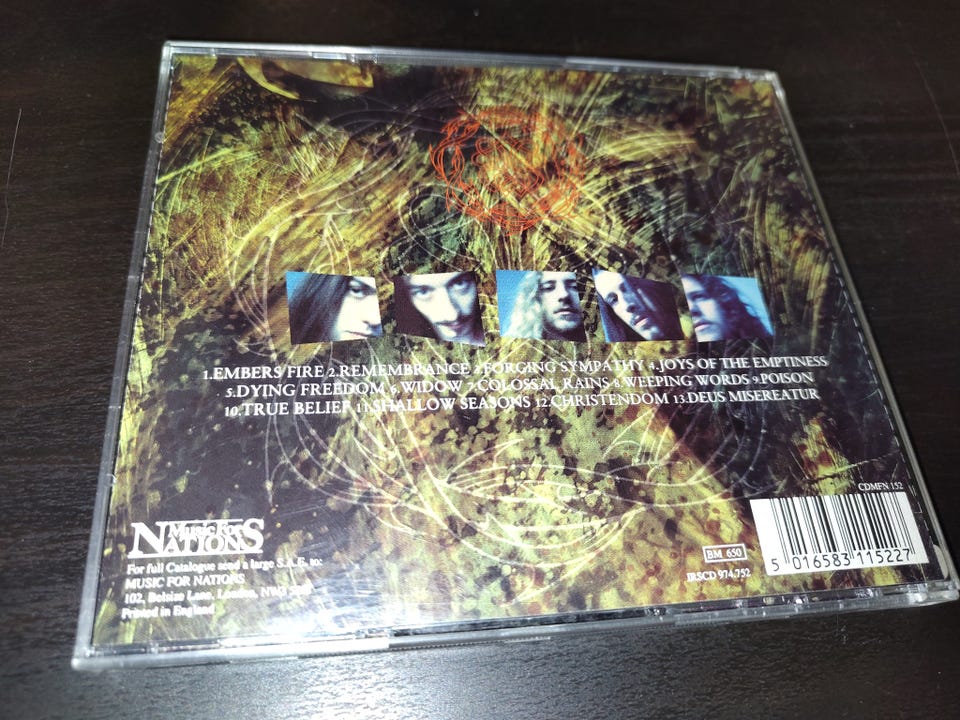 1.EMBERS FIRE 2.REMEMBRANCE 3.FORGING SYMPATHY 4.JOYS OF THE EMPTINESS
5.DYING FREEDOM 6.WIDOW 7.COLOSSAL RAINS 8.WEEPING WORDS 9.POISON
10.TRUE BELIEF 11.SHALLOW SEASONS 12.CHRISTENDOM 13.DEUS MISEREATUR
CDMFN 152
MUSIC FOR
NATIONS
For full Catalogue send a large S.A.E. to:
MUSIC FOR NATIONS
102, Belsize Lane, London, NW3
Printed in England
BM 650
IRSCD 974.752
5 016583 115227